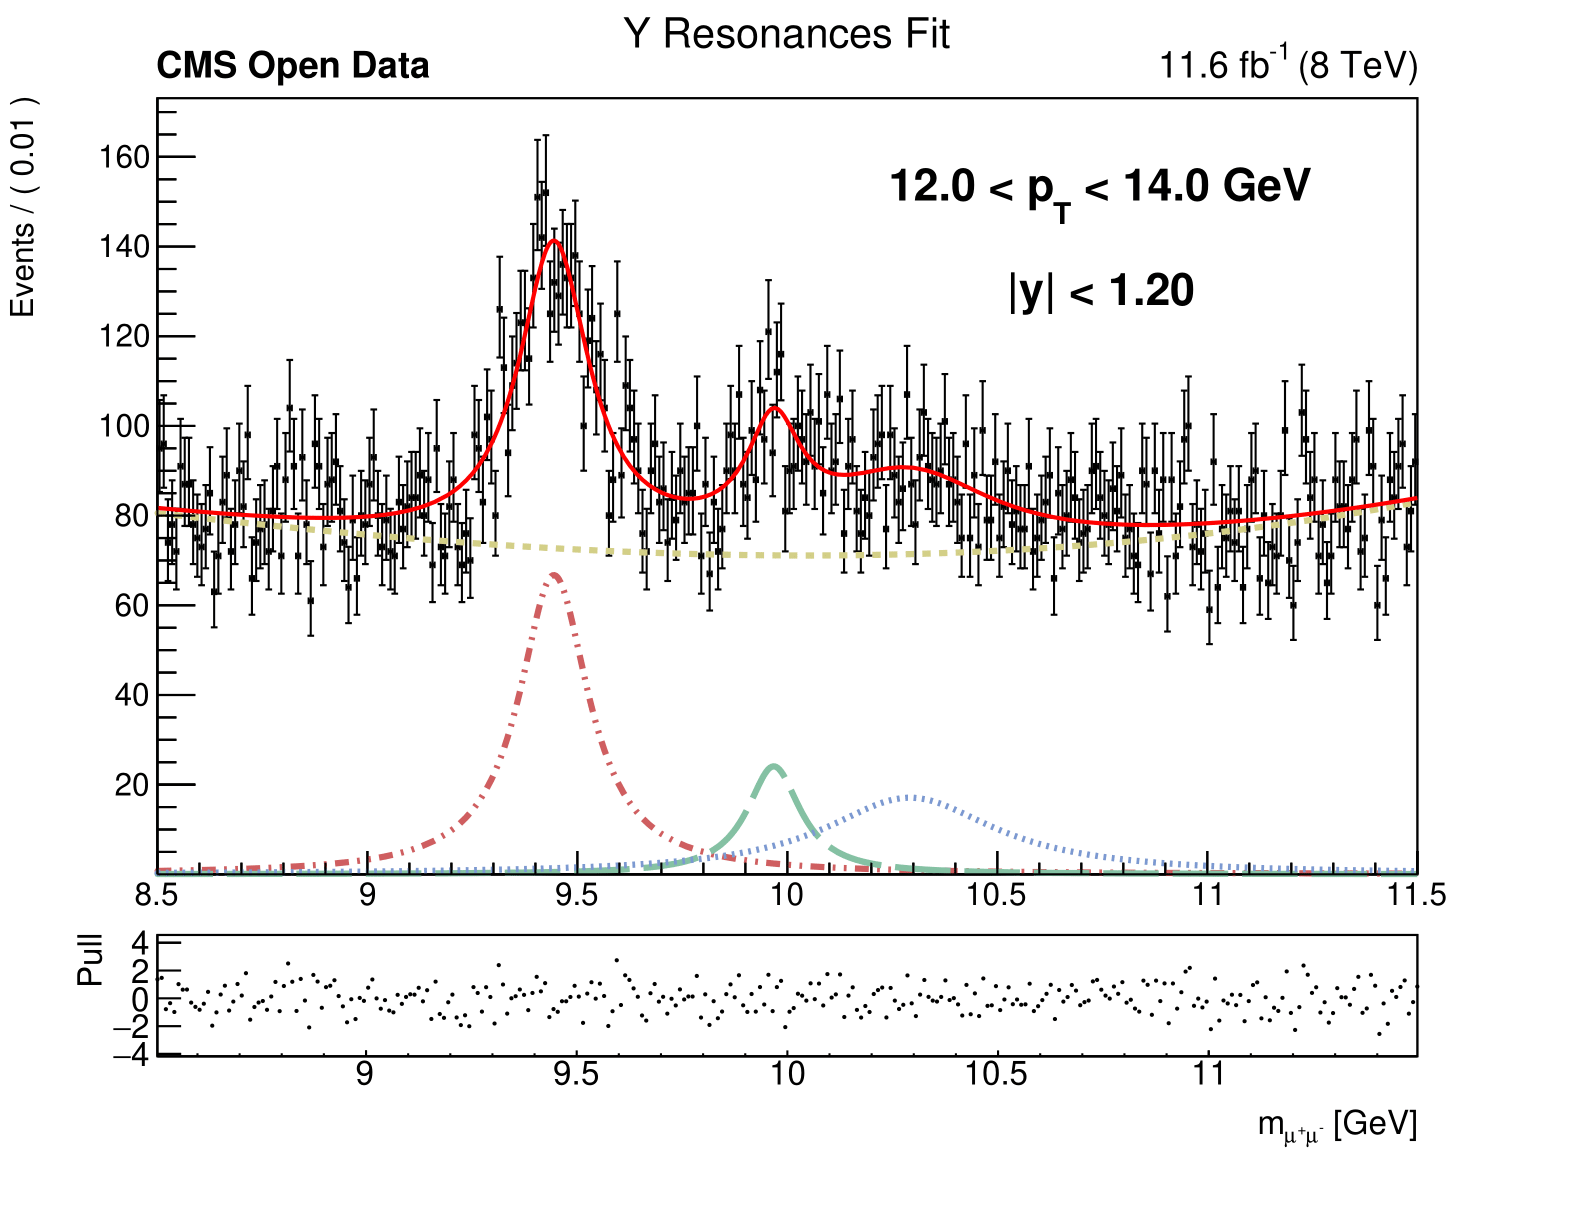 Y Resonances Fit
CMS Open Data
11.6 fb⁻¹ (8 TeV)
Events / ( 0.01 )
12.0 < p_T < 14.0 GeV
|y| < 1.20
160
140
120
100
80
60
40
20
8.5 9 9.5 10 10.5 11 11.5
Pull
4
2
0
−2
−4
9 9.5 10 10.5 11
m_μ⁺μ⁻ [GeV]